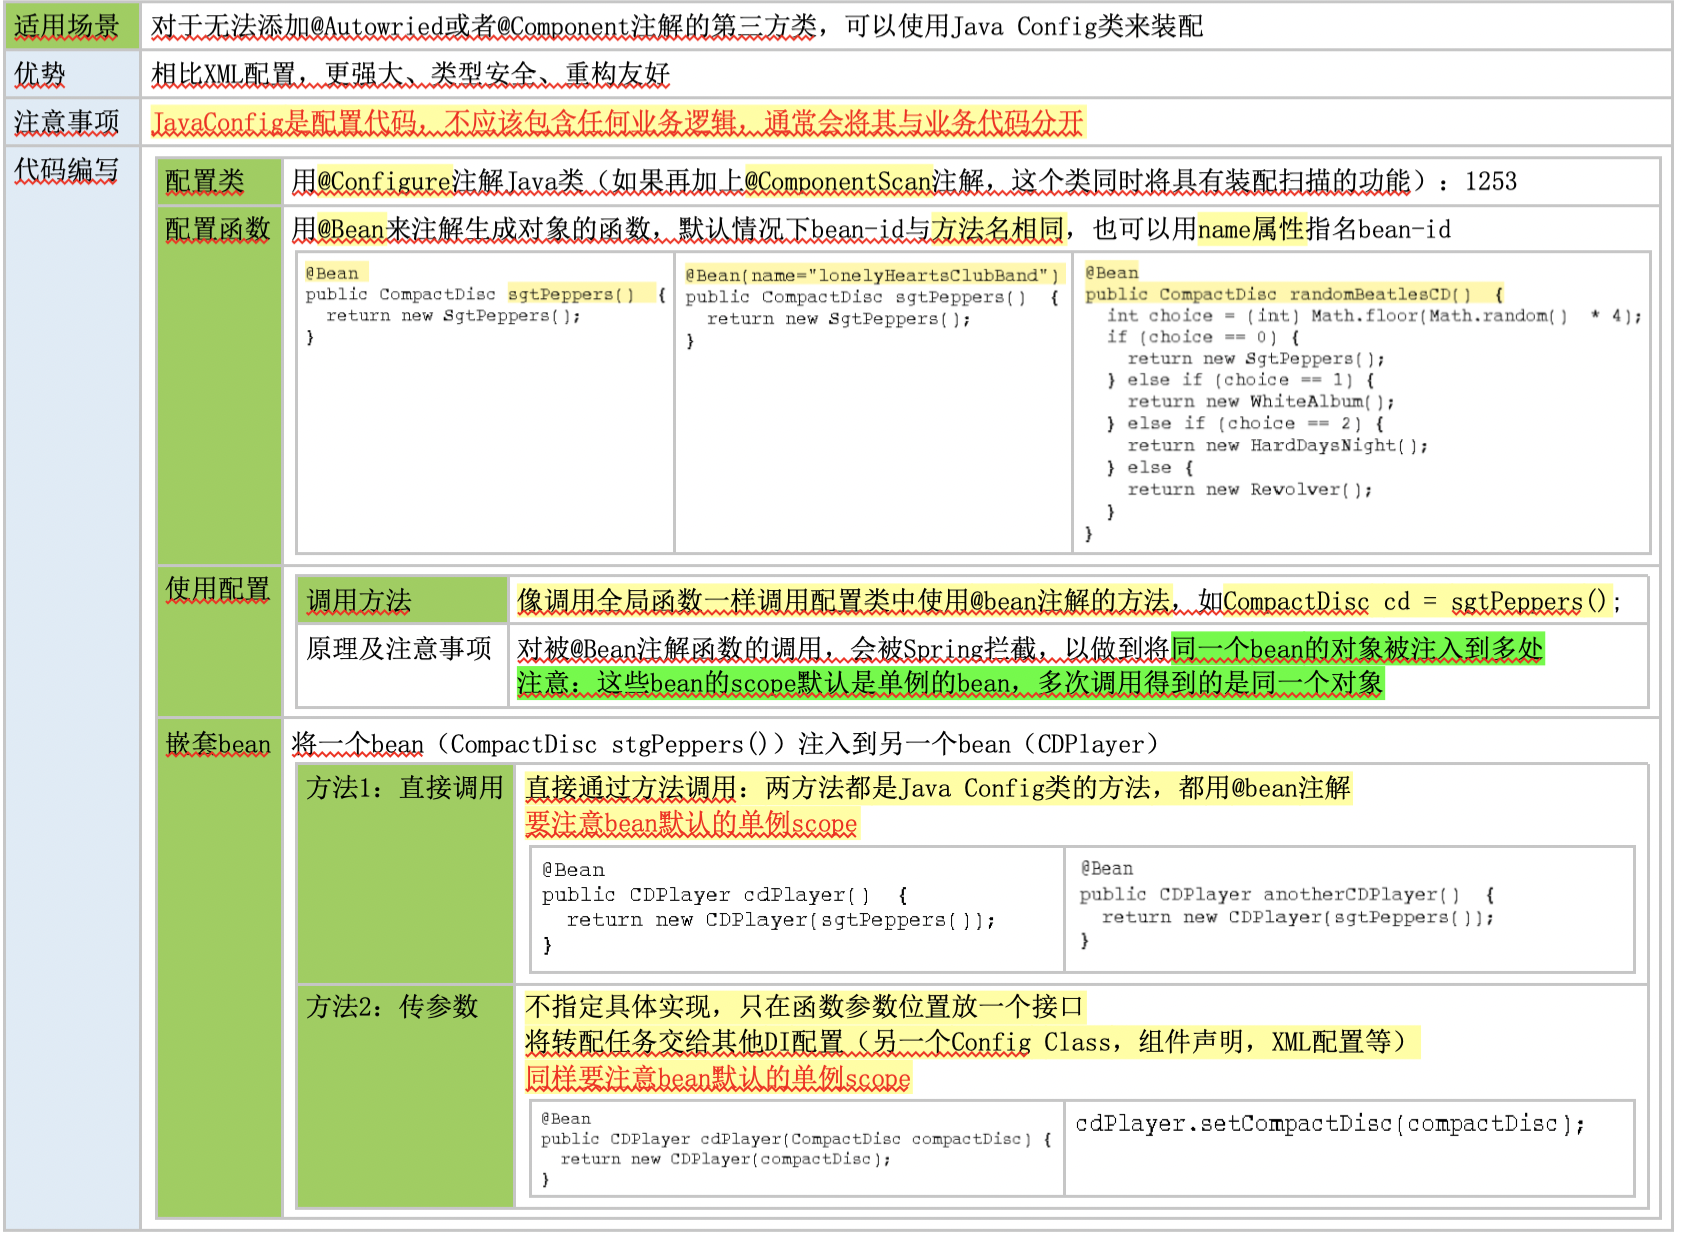 适用场景
对于无法添加@Autowried或者@Component注解的第三方类，可以使用Java Config类来装配
优势
相比XML配置，更强大、类型安全、重构友好
注意事项
JavaConfig是配置代码，不应该包含任何业务逻辑，通常会将其与业务代码分开
代码编写
配置类
用@Configure注解Java类（如果再加上@ComponentScan注解，这个类同时将具有装配扫描的功能）：1253
配置函数
用@Bean来注解生成对象的函数，默认情况下bean-id与方法名相同，也可以用name属性指名bean-id
@Bean
public CompactDisc sgtPeppers() {
return new SgtPeppers();
}
@Bean(name="lonelyHeartsClubBand")
public CompactDisc sgtPeppers() {
return new SgtPeppers();
}
@Bean
public CompactDisc randomBeatlesCD() {
int choice = (int) Math.floor(Math.random() * 4);
if (choice == 0) {
return new SgtPeppers();
} else if (choice == 1) {
return new WhiteAlbum();
} else if (choice == 2) {
return new HardDaysNight();
} else {
return new Revolver();
}
}
使用配置
调用方法
像调用全局函数一样调用配置类中使用@bean注解的方法，如CompactDisc cd = sgtPeppers();
原理及注意事项
对被@Bean注解函数的调用，会被Spring拦截，以做到将同一个bean的对象被注入到多处
注意：这些bean的scope默认是单例的bean，多次调用得到的是同一个对象
嵌套bean
将一个bean（CompactDisc stgPeppers()）注入到另一个bean（CDPlayer）
方法1：直接调用
直接通过方法调用：两方法都是Java Config类的方法，都用@bean注解
要注意bean默认的单例scope
@Bean
public CDPlayer cdPlayer() {
return new CDPlayer(sgtPeppers());
}
@Bean
public CDPlayer anotherCDPlayer() {
return new CDPlayer(sgtPeppers());
}
方法2：传参数
不指定具体实现，只在函数参数位置放一个接口
将转配任务交给其他DI配置（另一个Config Class，组件声明，XML配置等）
同样要注意bean默认的单例scope
@Bean
public CDPlayer cdPlayer(CompactDisc compactDisc) {
return new CDPlayer(compactDisc);
}
cdPlayer.setCompactDisc(compactDisc);